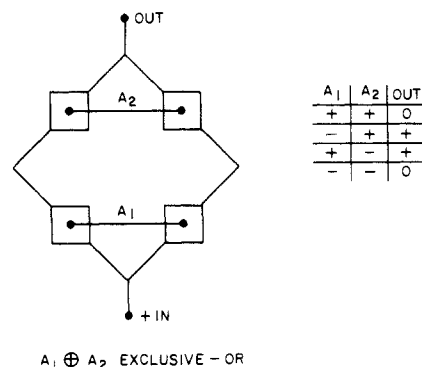 OUT
A₂
A₁
+ IN
A₁ A₂ OUT
+ + 0
− + +
+ − +
− − 0
A₁ ⊕ A₂ EXCLUSIVE – OR